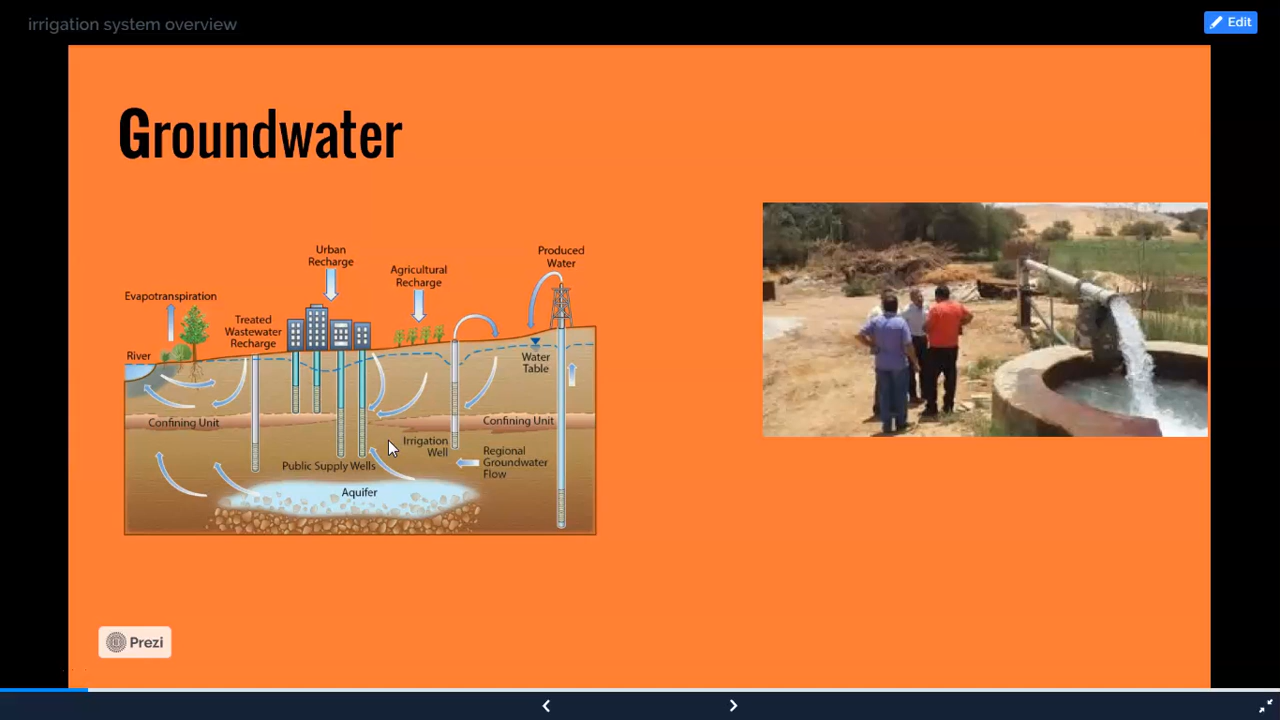 irrigation system overview
Edit
Groundwater
Urban
Recharge
Produced
Water
Agricultural
Recharge
Evapotranspiration
Treated
Wastewater
Recharge
River
Water
Table
Confining Unit
Confining Unit
Irrigation
Well
Regional
Groundwater
Flow
Public Supply Wells
Aquifer
Prezi